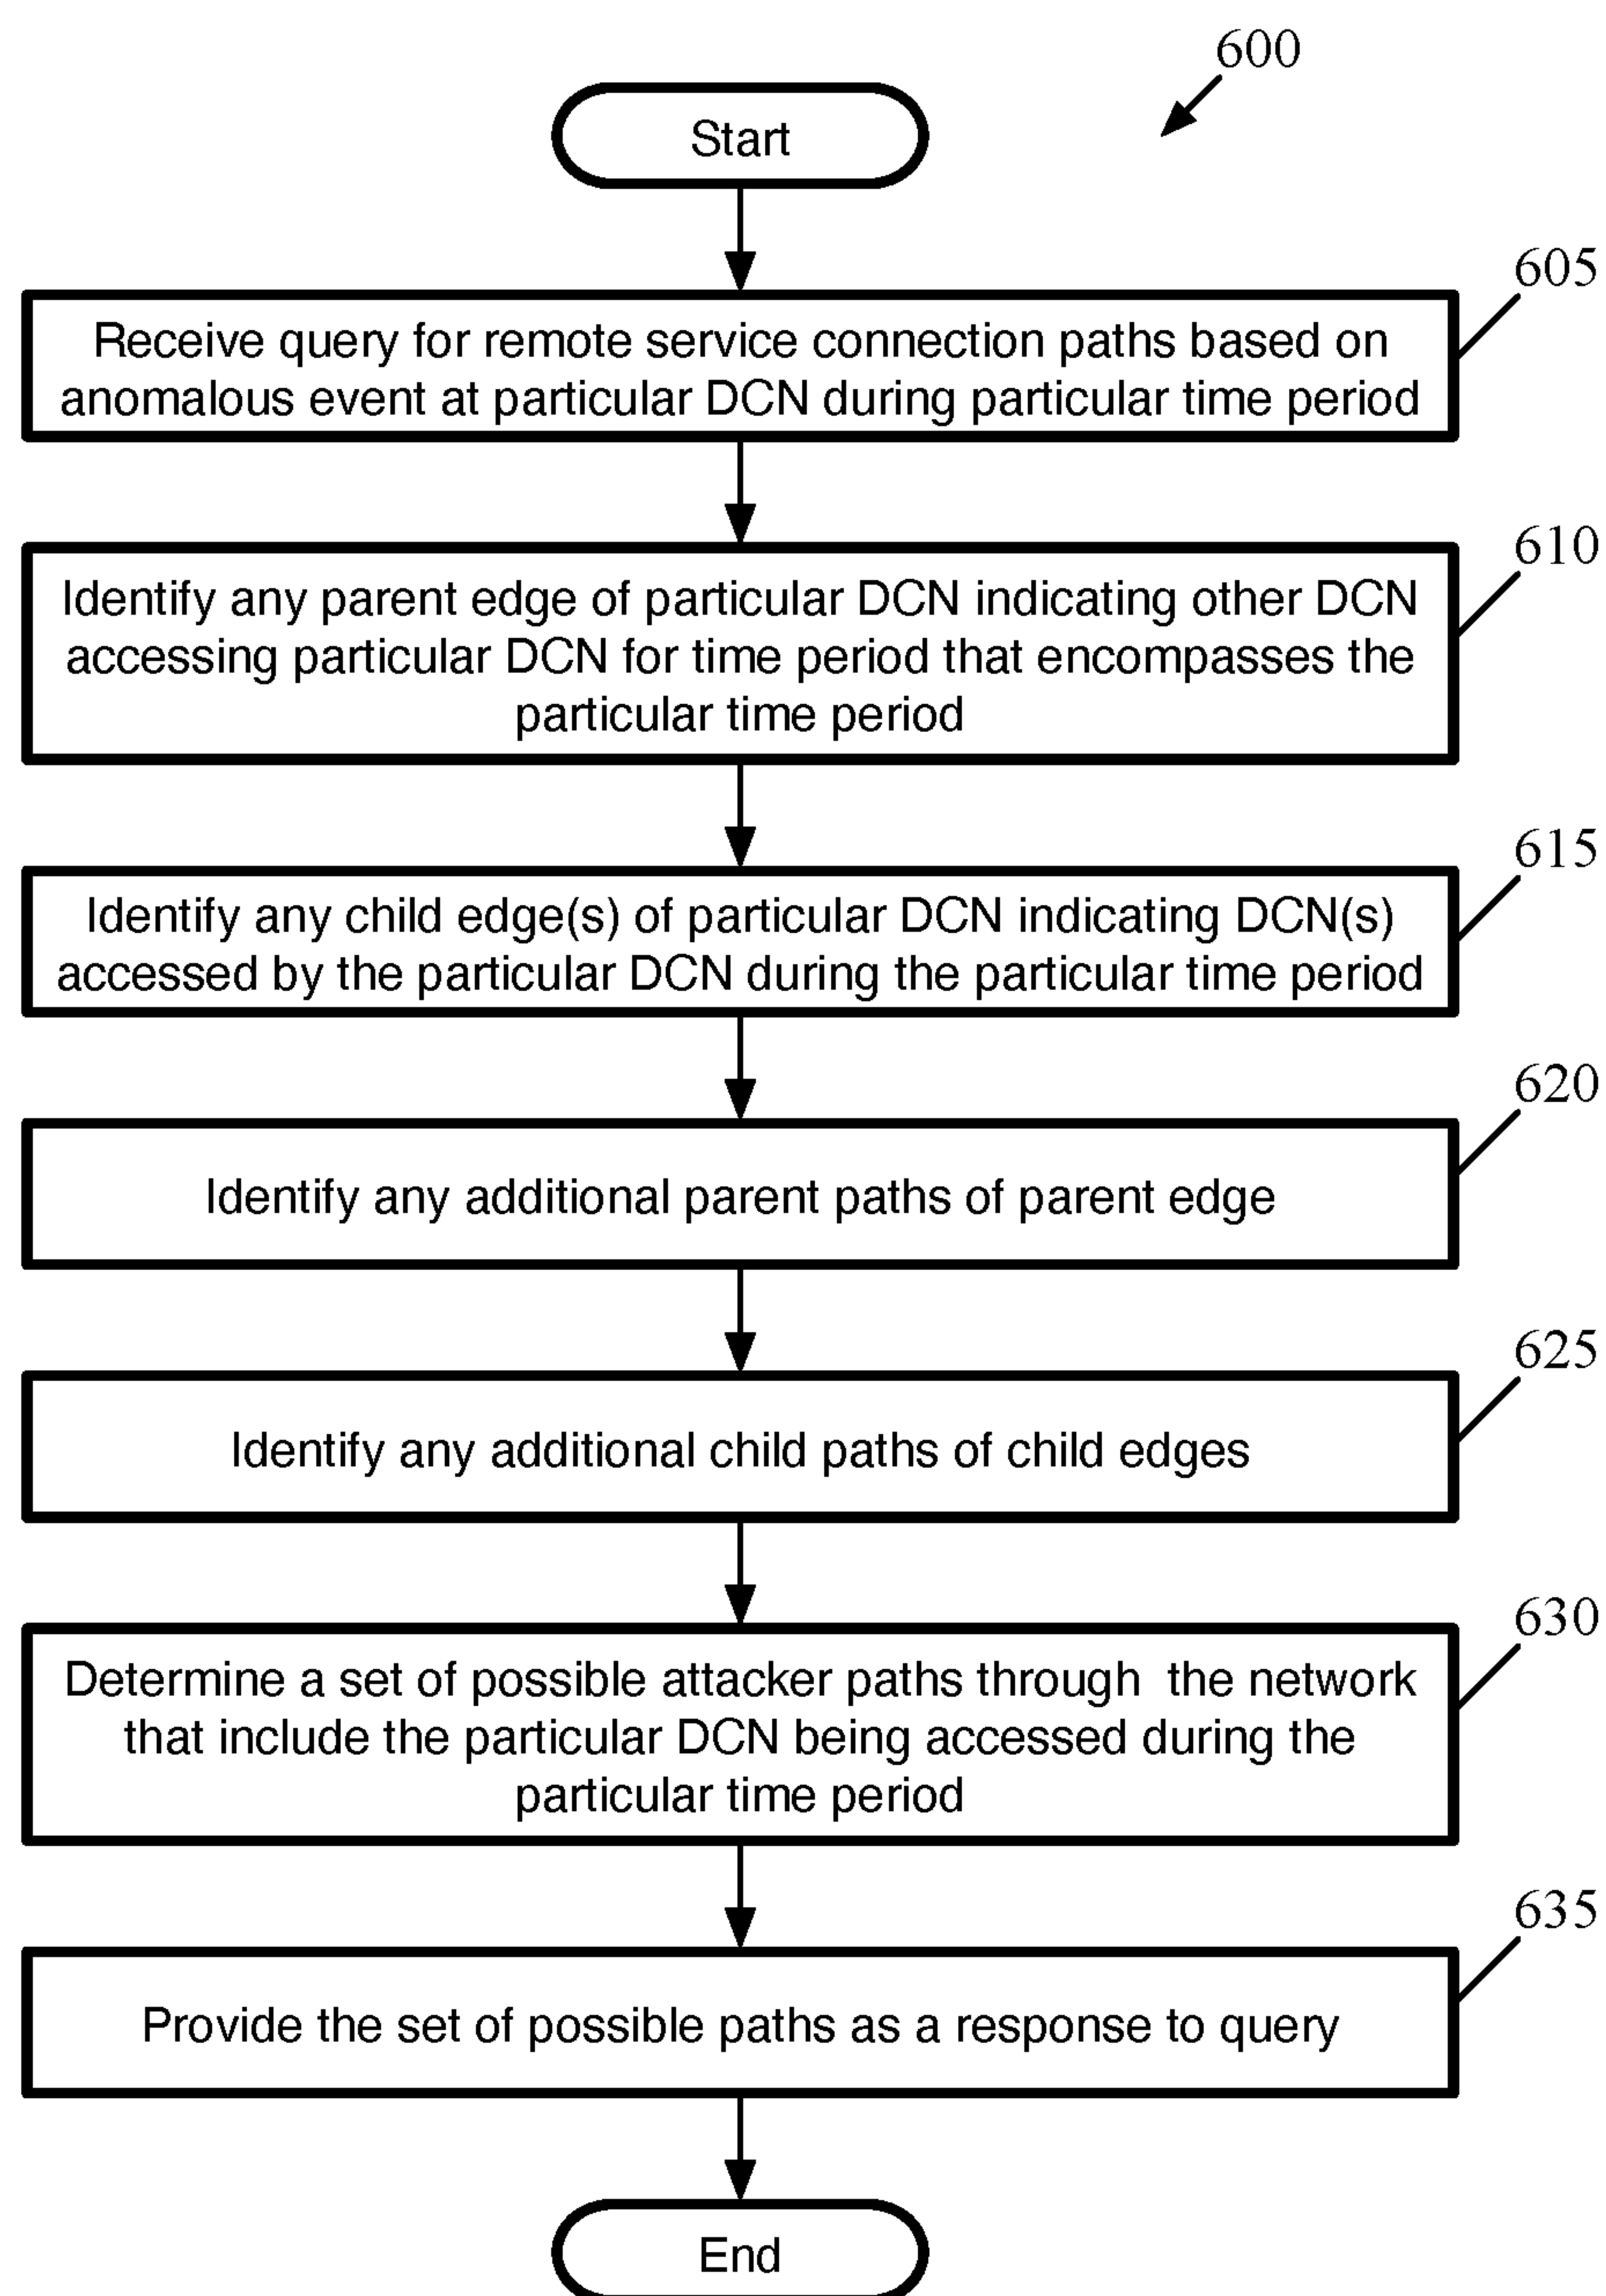 600
Start
605
Receive query for remote service connection paths based on
anomalous event at particular DCN during particular time period
610
Identify any parent edge of particular DCN indicating other DCN
accessing particular DCN for time period that encompasses the
particular time period
615
Identify any child edge(s) of particular DCN indicating DCN(s)
accessed by the particular DCN during the particular time period
620
Identify any additional parent paths of parent edge
625
Identify any additional child paths of child edges
630
Determine a set of possible attacker paths through the network
that include the particular DCN being accessed during the
particular time period
635
Provide the set of possible paths as a response to query
End